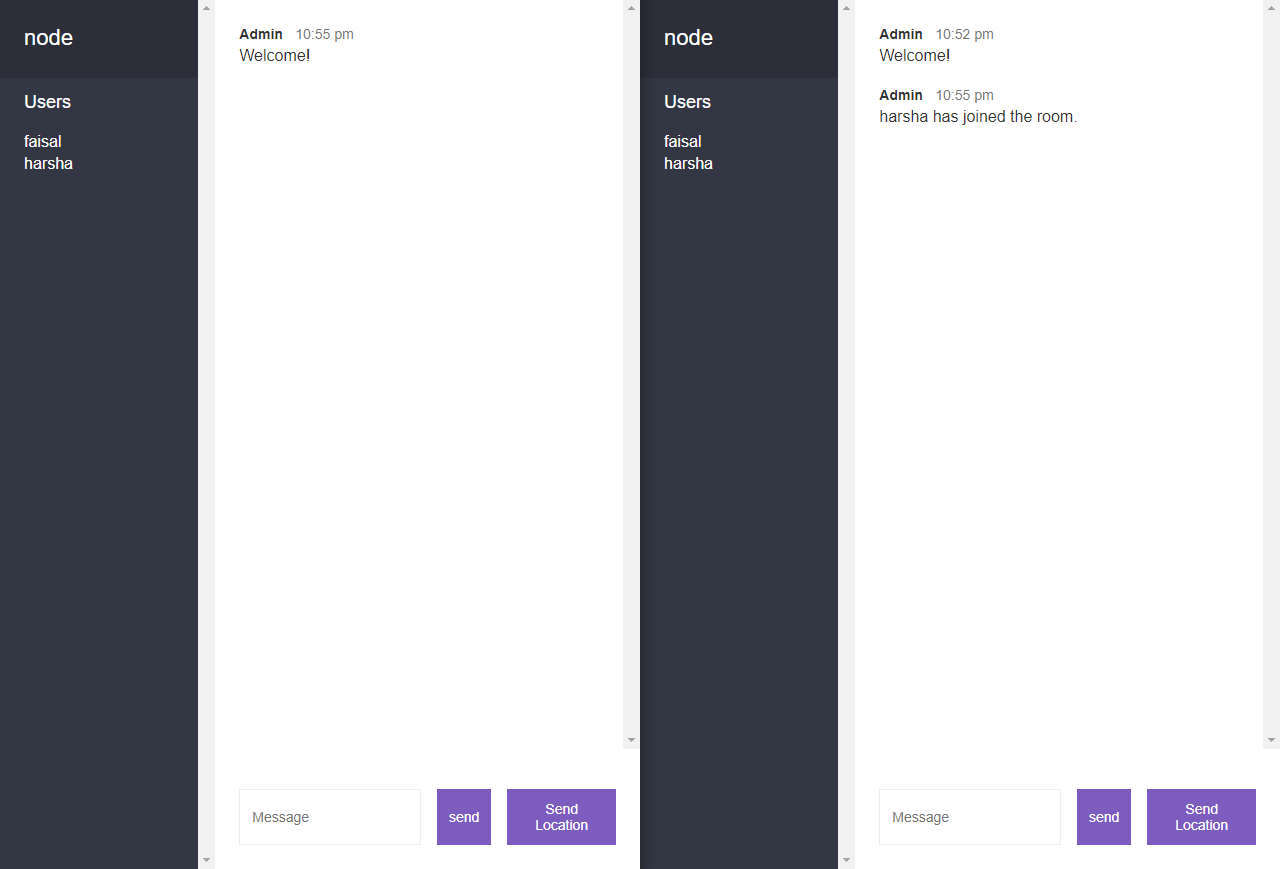 node
Users
faisal
harsha
Admin 10:55 pm
Welcome!
Message
send
Send
Location
node
Users
faisal
harsha
Admin 10:52 pm
Welcome!
Admin 10:55 pm
harsha has joined the room.
Message
send
Send
Location